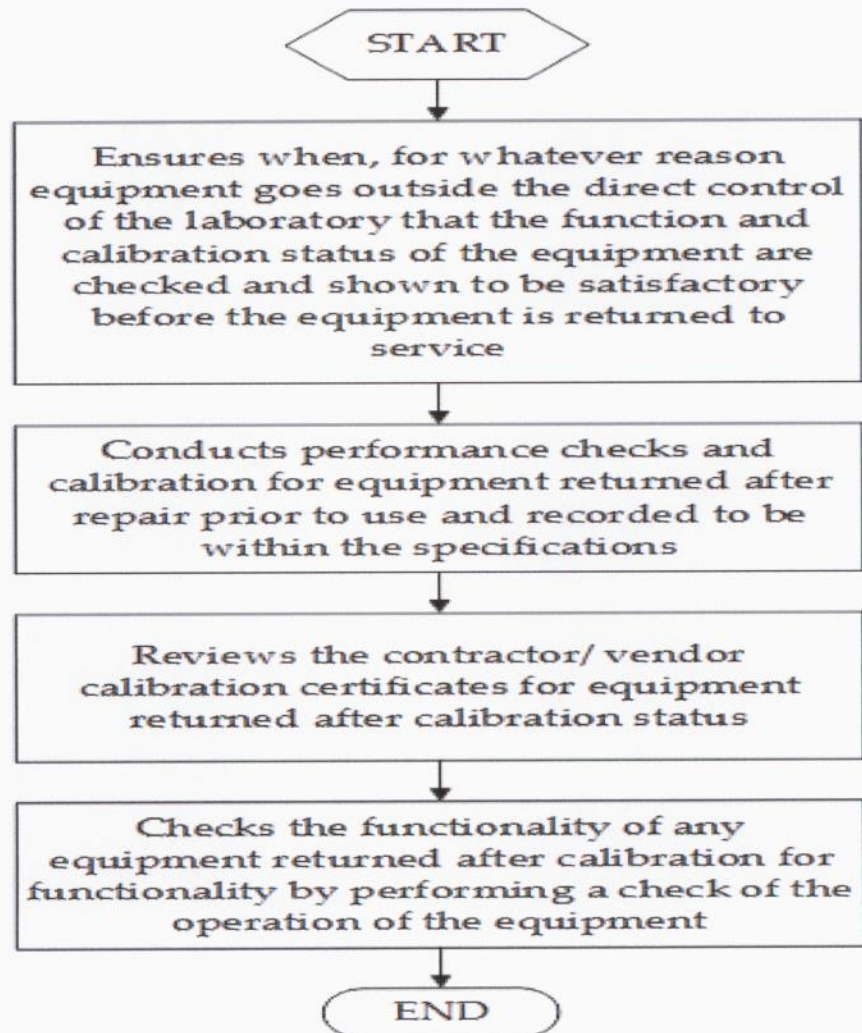 START
Ensures when, for whatever reason
equipment goes outside the direct control
of the laboratory that the function and
calibration status of the equipment are
checked and shown to be satisfactory
before the equipment is returned to
service
Conducts performance checks and
calibration for equipment returned after
repair prior to use and recorded to be
within the specifications
Reviews the contractor/ vendor
calibration certificates for equipment
returned after calibration status
Checks the functionality of any
equipment returned after calibration for
functionality by performing a check of the
operation of the equipment
END